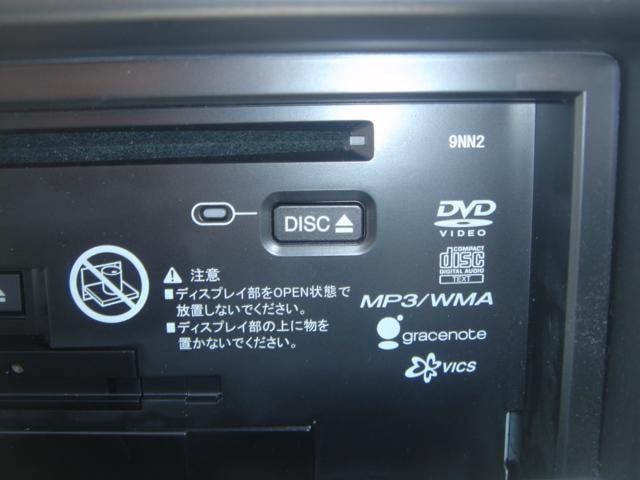 9NN2
DISC
DVD
VIDEO
COMPACT
disc
DIGITAL AUDIO
TEXT
注意
■ディスプレイ部をOPEN状態で
放置しないでください。
■ディスプレイ部の上に物を
置かないでください。
MP3/WMA
gracenote
VICS